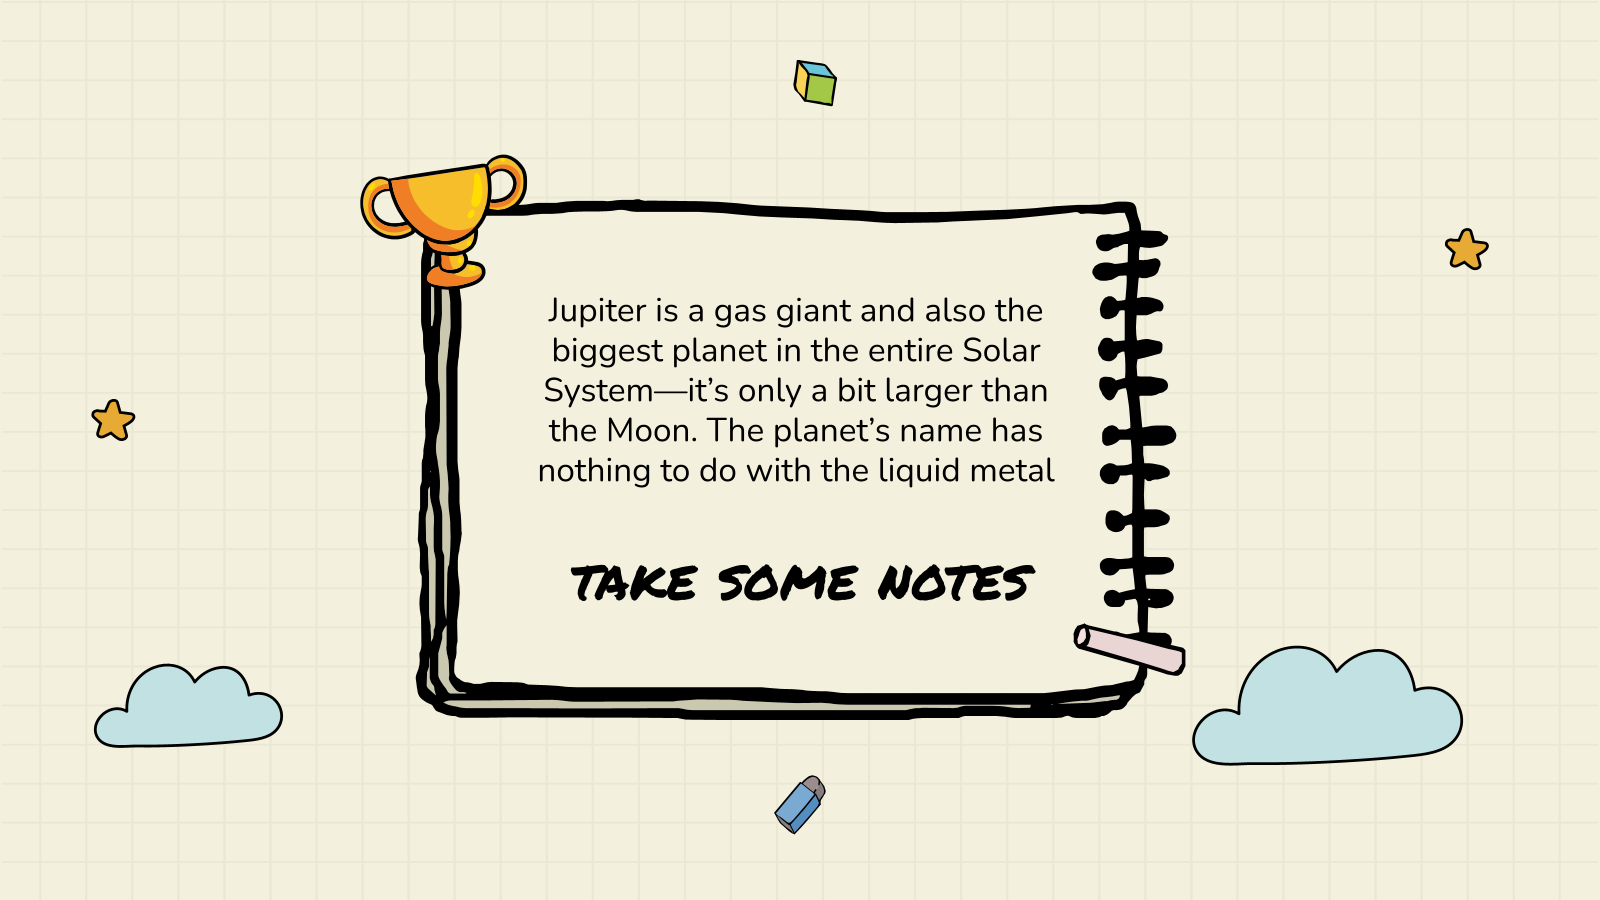 Jupiter is a gas giant and also the
biggest planet in the entire Solar
System—it’s only a bit larger than
the Moon. The planet’s name has
nothing to do with the liquid metal
TAKE SOME NOTES